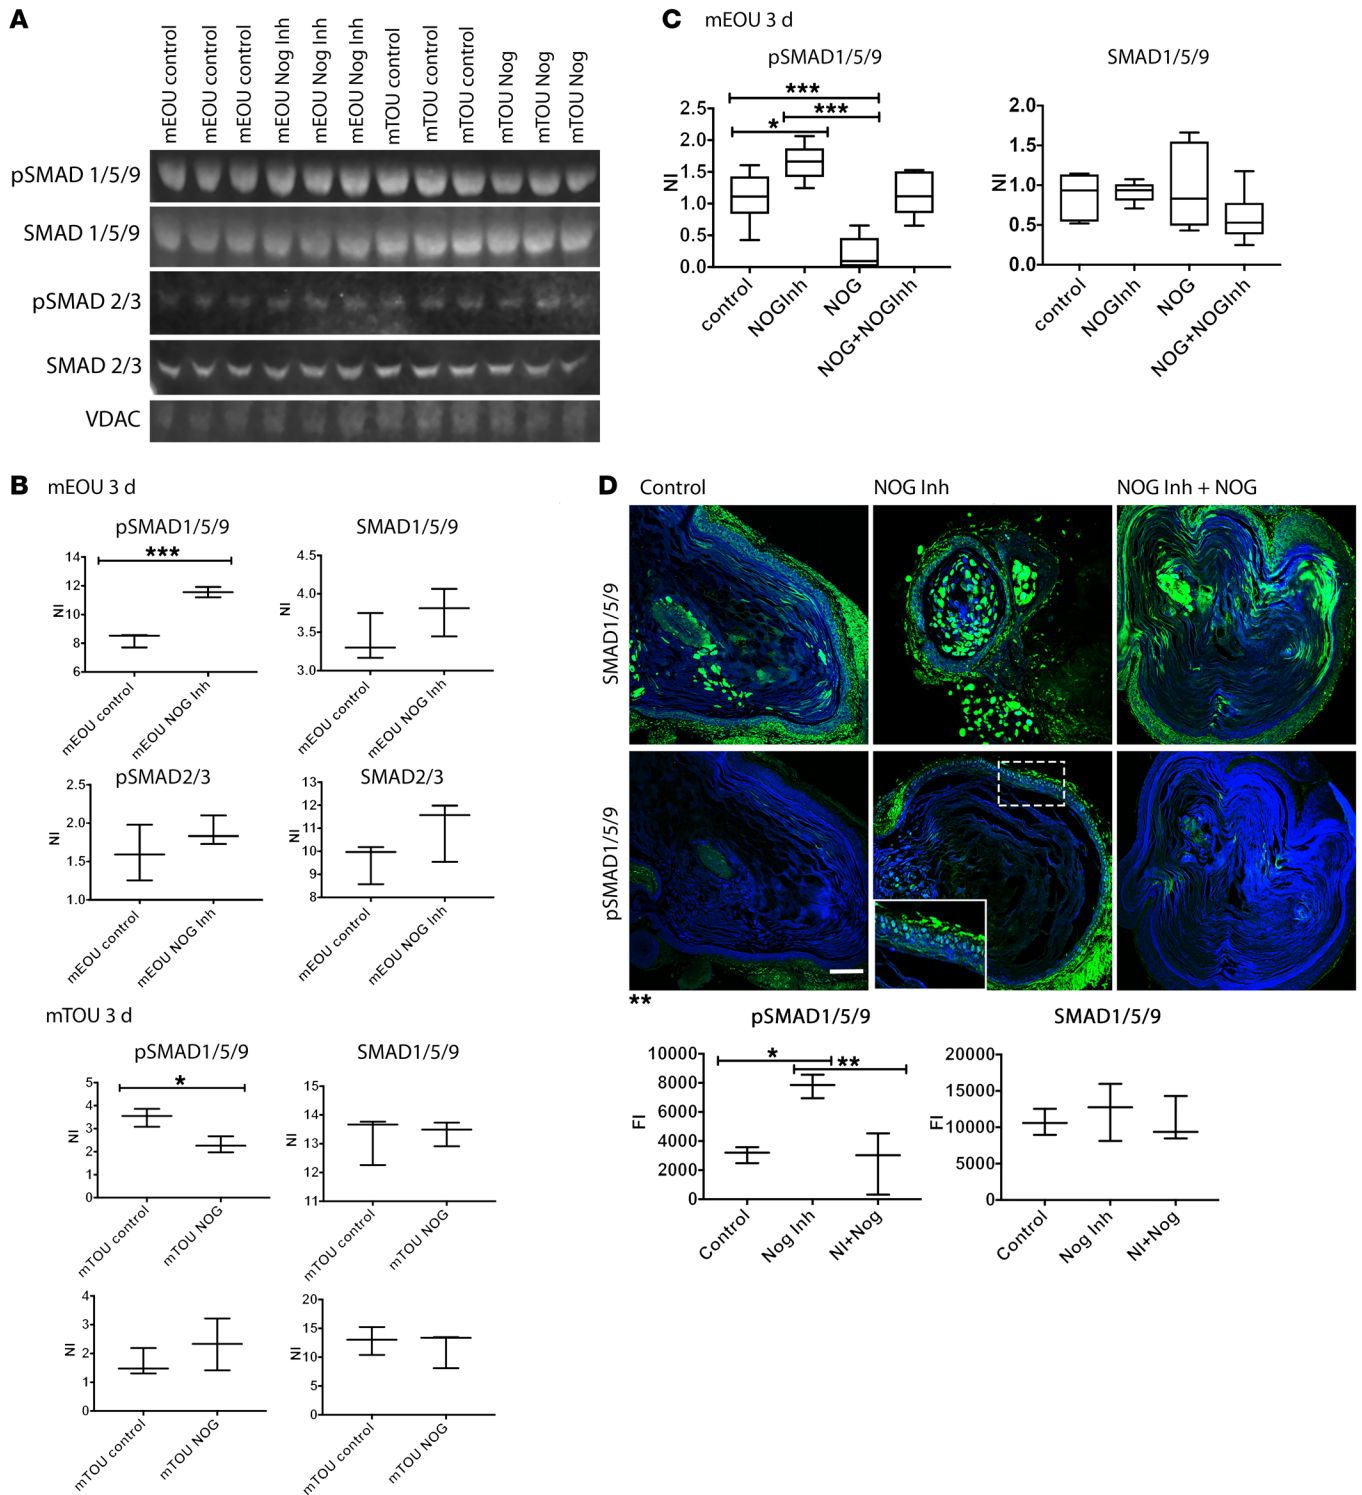 A
mEOU control
mEOU control
mEOU control
mEOU Nog Inh
mEOU Nog Inh
mEOU Nog Inh
mTOU control
mTOU control
mTOU control
mTOU Nog
mTOU Nog
mTOU Nog
pSMAD 1/5/9
SMAD 1/5/9
pSMAD 2/3
SMAD 2/3
VDAC
B mEOU 3 d
pSMAD1/5/9
***
NI
14
12
10
8
6
mEOU control
mEOU NOG Inh
SMAD1/5/9
NI
4.5
4.0
3.5
3.0
mEOU control
mEOU NOG Inh
pSMAD2/3
NI
2.5
2.0
1.5
1.0
mEOU control
mEOU NOG Inh
SMAD2/3
NI
13
12
11
10
9
8
mEOU control
mEOU NOG Inh
mTOU 3 d
pSMAD1/5/9
*
NI
5
4
3
2
1
0
mTOU control
mTOU NOG
SMAD1/5/9
NI
15
14
13
12
11
mTOU control
mTOU NOG
NI
4
3
2
1
0
mTOU control
mTOU NOG
NI
20
15
10
5
0
mTOU control
mTOU NOG
C mEOU 3 d
pSMAD1/5/9
***
***
*
NI
2.5
2.0
1.5
1.0
0.5
0.0
control
NOGInh
NOG
NOG+NOGInh
SMAD1/5/9
NI
2.0
1.5
1.0
0.5
0.0
control
NOGInh
NOG
NOG+NOGInh
D Control NOG Inh NOG Inh + NOG
SMAD1/5/9
pSMAD1/5/9
**
pSMAD1/5/9
*
**
FI
10000
8000
6000
4000
2000
0
Control
Nog Inh
NI+Nog
SMAD1/5/9
FI
20000
15000
10000
5000
0
Control
Nog Inh
NI+Nog